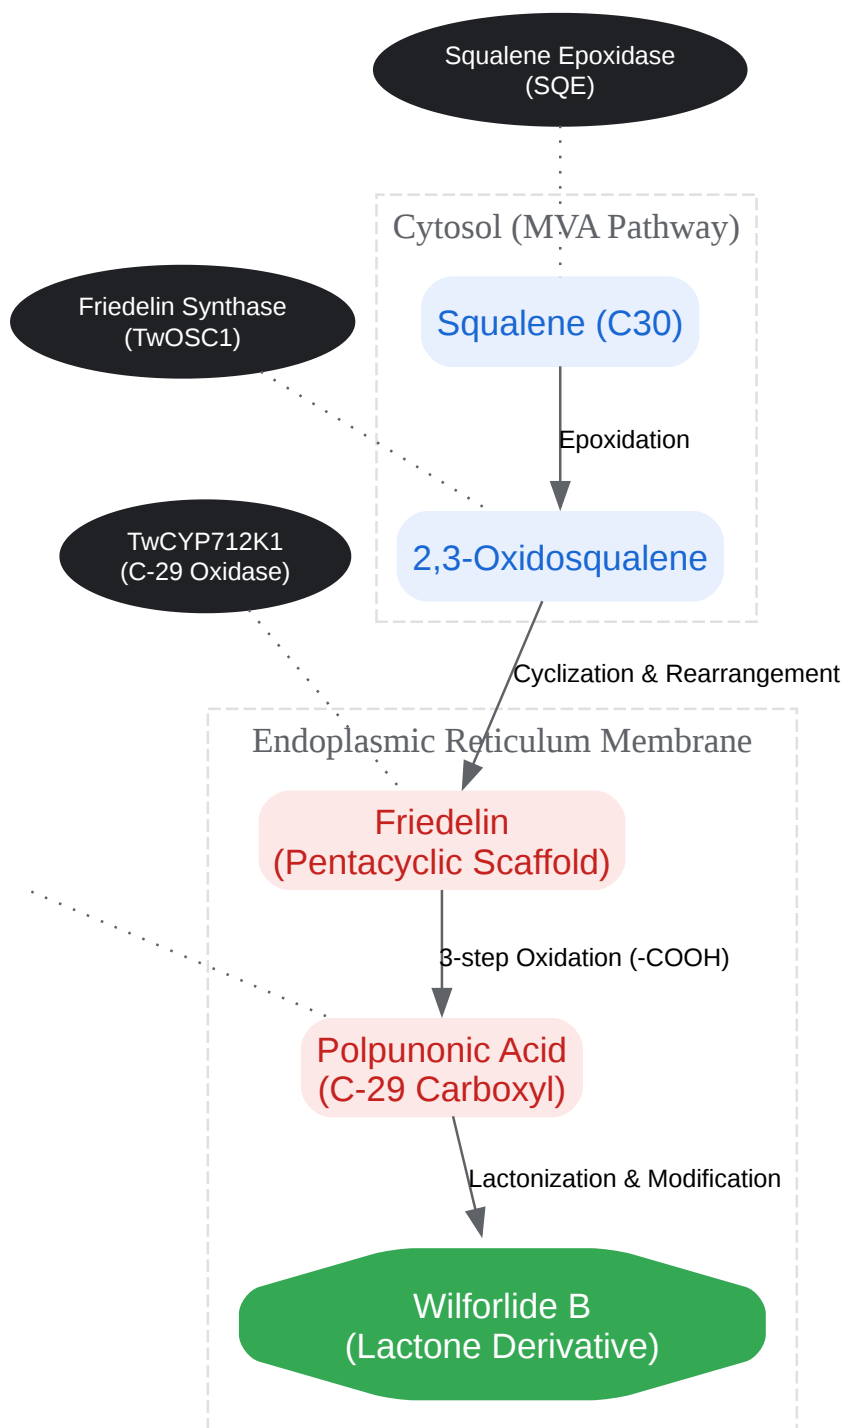 Squalene Epoxidase
(SQE)
Cytosol (MVA Pathway)
Friedelin Synthase
(TwOSC1)
Squalene (C30)
Epoxidation
TwCYP712K1
(C-29 Oxidase)
2,3-Oxidosqualene
Cyclization & Rearrangement
Endoplasmic Reticulum Membrane
Friedelin
(Pentacyclic Scaffold)
3-step Oxidation (-COOH)
Polpunonic Acid
(C-29 Carboxyl)
Lactonization & Modification
Wilforlide B
(Lactone Derivative)